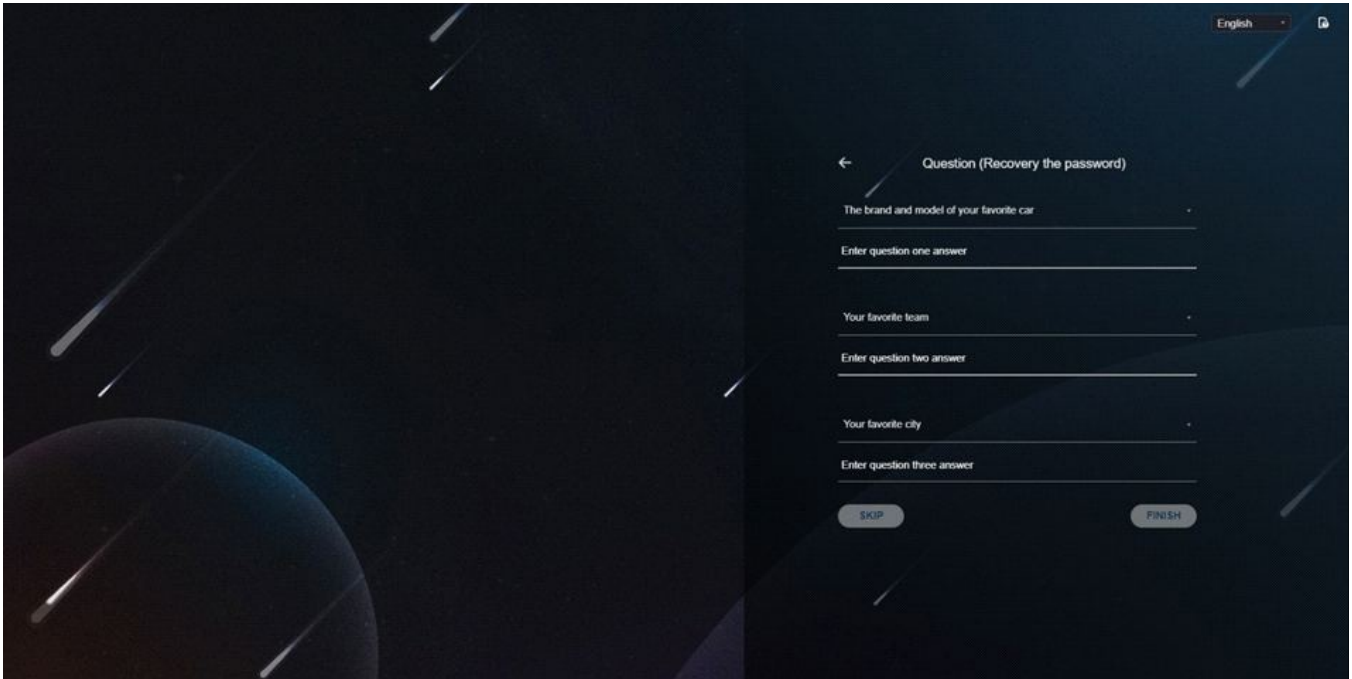 English
Question (Recovery the password)
The brand and model of your favorite car
Enter question one answer
Your favorite team
Enter question two answer
Your favorite city
Enter question three answer
SKIP FINISH